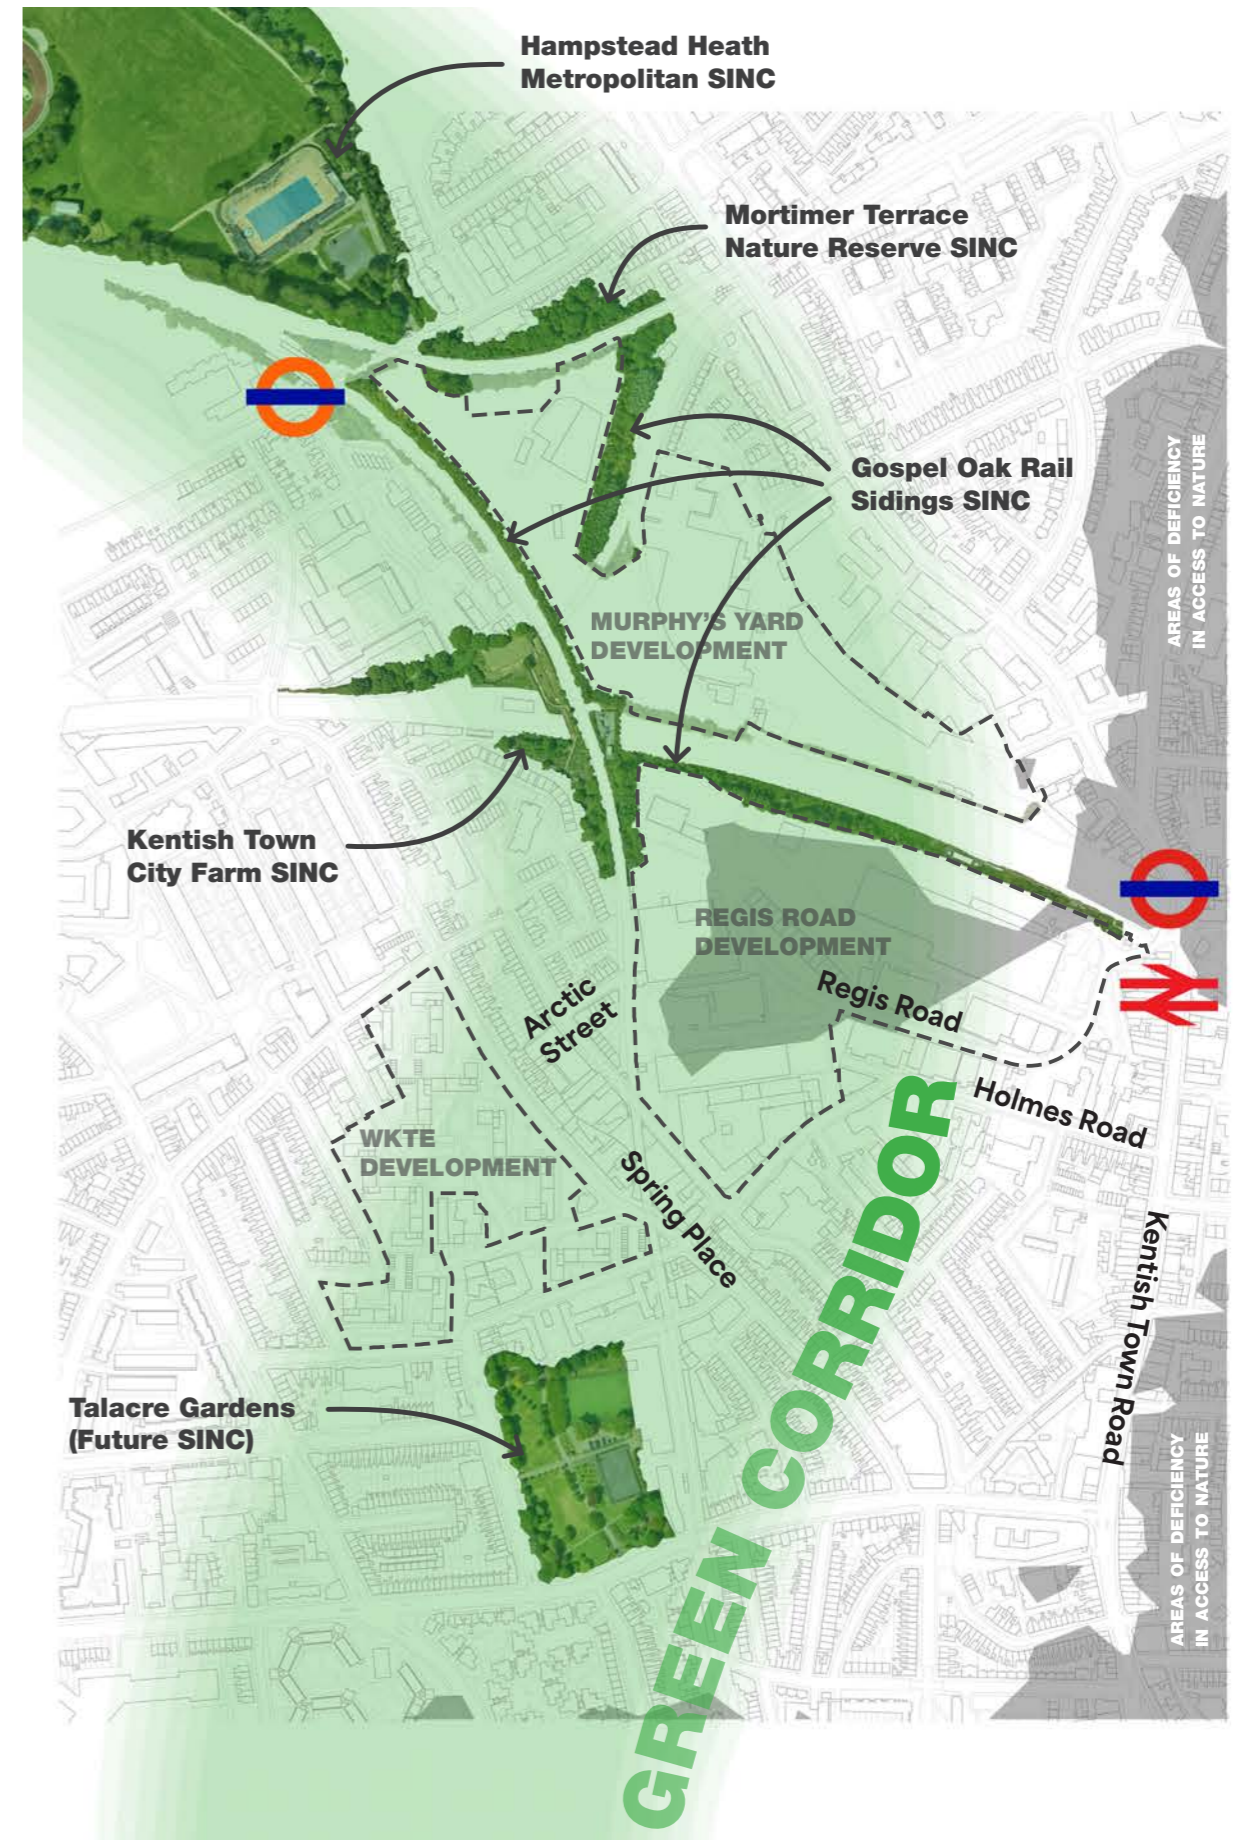 Hampstead Heath
Metropolitan SINC
Mortimer Terrace
Nature Reserve SINC
Gospel Oak Rail
Sidings SINC
AREAS OF DEFICIENCY
IN ACCESS TO NATURE
MURPHY'S YARD
DEVELOPMENT
Kentish Town
City Farm SINC
REGIS ROAD
DEVELOPMENT
Regis Road
Arctic
Street
Holmes Road
WKTE
DEVELOPMENT
Spring Place
Kentish Town Road
GREEN CORRIDOR
Talacre Gardens
(Future SINC)
AREAS OF DEFICIENCY
IN ACCESS TO NATURE